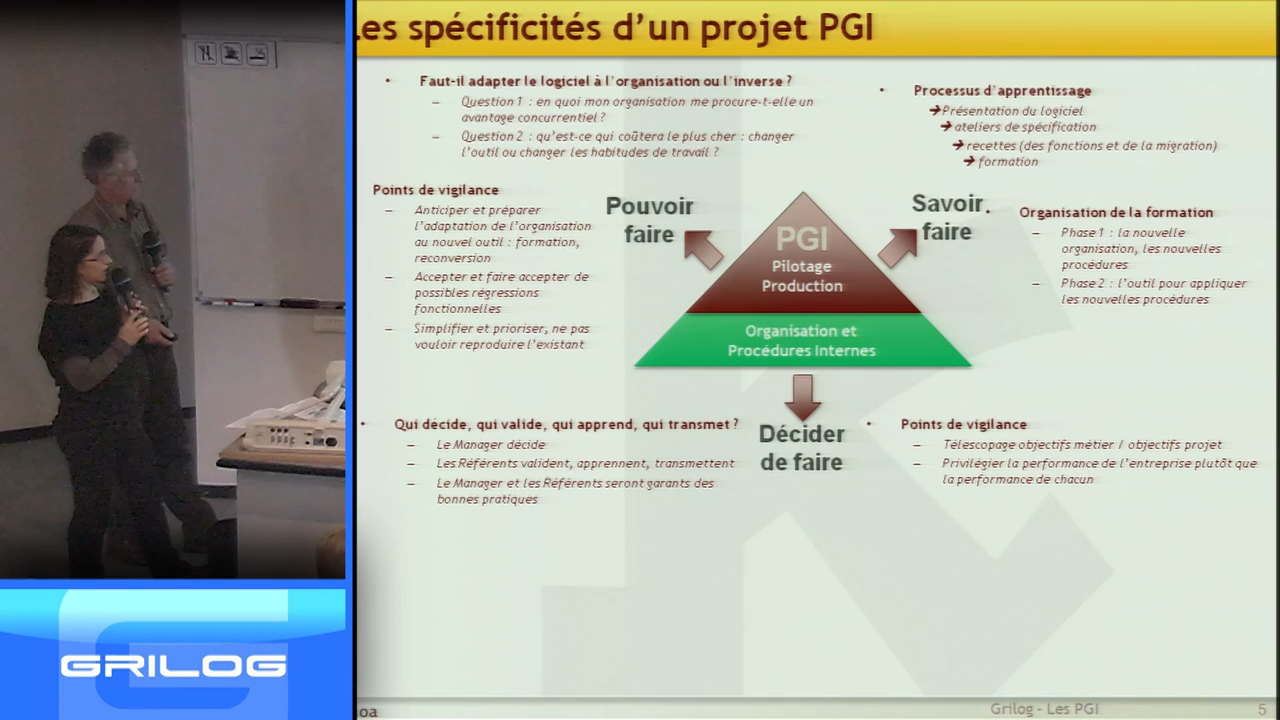 es spécificités d'un projet PGI
• Faut-il adapter le logiciel à l'organisation ou l'inverse ?
– Question 1 : en quoi mon organisation me procure-t-elle un
avantage concurrentiel ?
– Question 2 : qu'est-ce qui coûtera le plus cher : changer
l'outil ou changer les habitudes de travail ?
• Processus d'apprentissage
➔Présentation du logiciel
➔ ateliers de spécification
➔ recettes (des fonctions et de la migration)
➔ formation
Points de vigilance
– Anticiper et préparer
l'adaptation de l'organisation
au nouvel outil : formation,
reconversion
– Accepter et faire accepter de
possibles régressions
fonctionnelles
– Simplifier et prioriser, ne pas
vouloir reproduire l'existant
Pouvoir
faire
PGI
Pilotage
Production
Organisation et
Procédures Internes
Savoir
faire
• Organisation de la formation
– Phase 1 : la nouvelle
organisation, les nouvelles
procédures
– Phase 2 : l'outil pour appliquer
les nouvelles procédures
• Qui décide, qui valide, qui apprend, qui transmet ?
– Le Manager décide
– Les Référents valident, apprennent, transmettent
– Le Manager et les Référents seront garants des
bonnes pratiques
Décider
de faire
• Points de vigilance
– Télescopage objectifs métier / objectifs projet
– Privilégier la performance de l'entreprise plutôt que
la performance de chacun
GRILOG
oa
Grilog - Les PGI
5